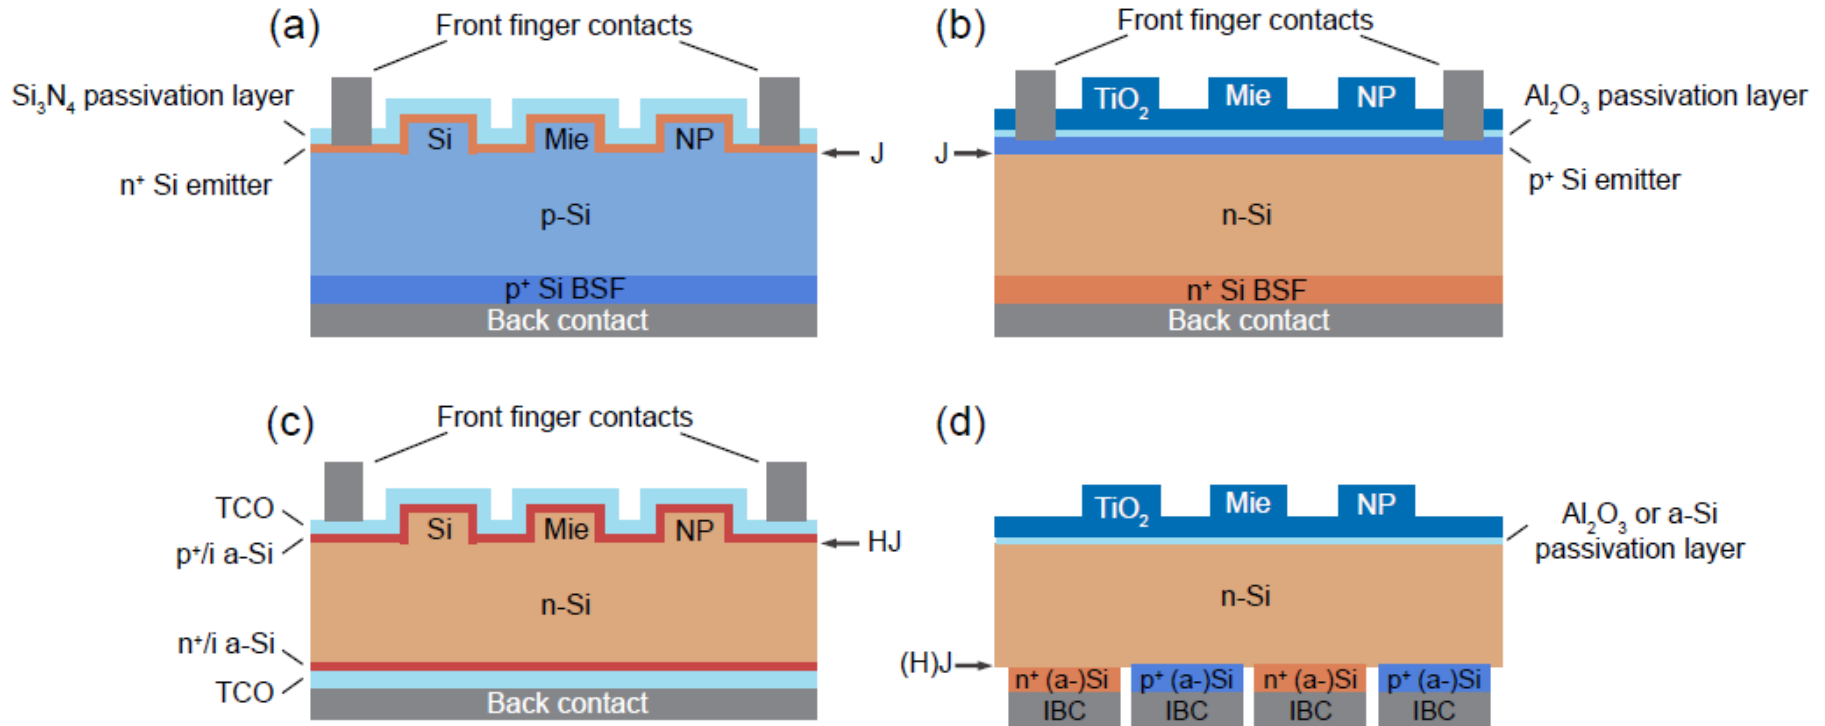 (a)
Front finger contacts
Si₃N₄ passivation layer
Si
Mie
NP
J
n⁺ Si emitter
p-Si
p⁺ Si BSF
Back contact
(b)
Front finger contacts
TiO₂
Mie
NP
Al₂O₃ passivation layer
J
p⁺ Si emitter
n-Si
n⁺ Si BSF
Back contact
(c)
Front finger contacts
TCO
Si
Mie
NP
p⁺/i a-Si
HJ
n-Si
n⁺/i a-Si
TCO
Back contact
(d)
TiO₂
Mie
NP
Al₂O₃ or a-Si
passivation layer
n-Si
(H)J
n⁺ (a-)Si
p⁺ (a-)Si
n⁺ (a-)Si
p⁺ (a-)Si
IBC
IBC
IBC
IBC